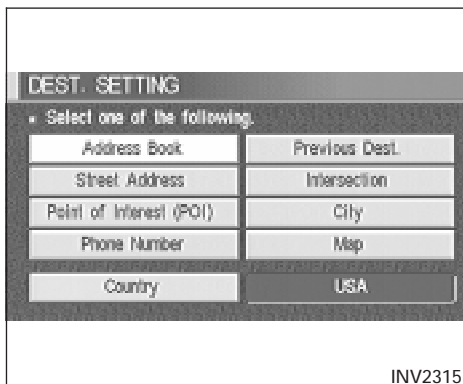 DEST. SETTING
Select one of the following.
Address Book Previous Dest.
Street Address Intersection
Point of Interest (POI) City
Phone Number Map
Country USA
INV2315